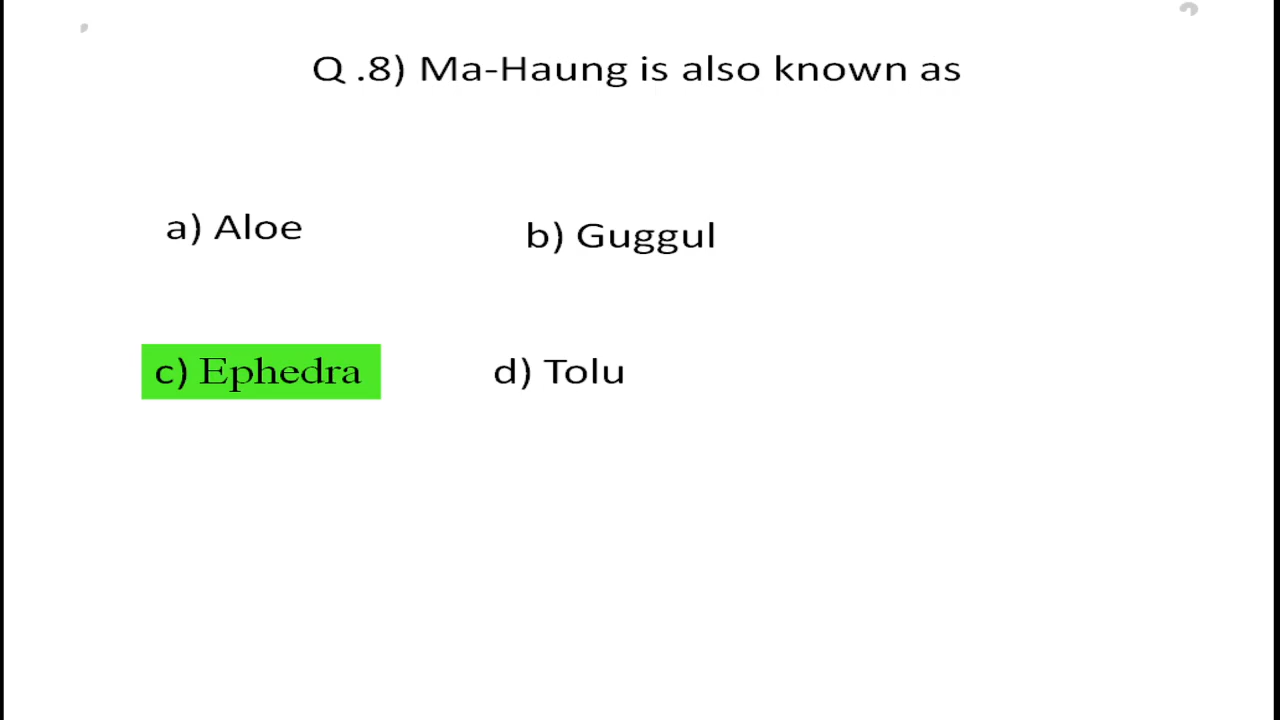 Q .8) Ma-Haung is also known as
a) Aloe
b) Guggul
c) Ephedra
d) Tolu